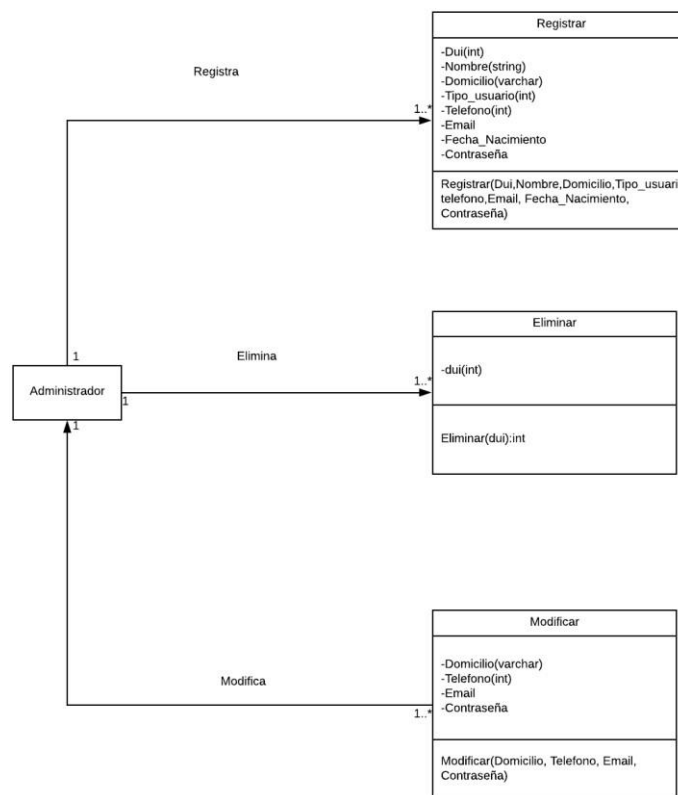 Registrar
-Dui(int)
-Nombre(string)
-Domicilio(varchar)
-Tipo_usuario(int)
-Telefono(int)
-Email
-Fecha_Nacimiento
-Contraseña
Registrar(Dui,Nombre,Domicilio,Tipo_usuari
telefono,Email, Fecha_Nacimiento,
Contraseña)
Registra
1..*
1
Eliminar
-dui(int)
Eliminar(dui):int
Elimina
1..*
Administrador
1
1
Modificar
-Domicilio(varchar)
-Telefono(int)
-Email
-Contraseña
Modificar(Domicilio, Telefono, Email,
Contraseña)
Modifica
1..*